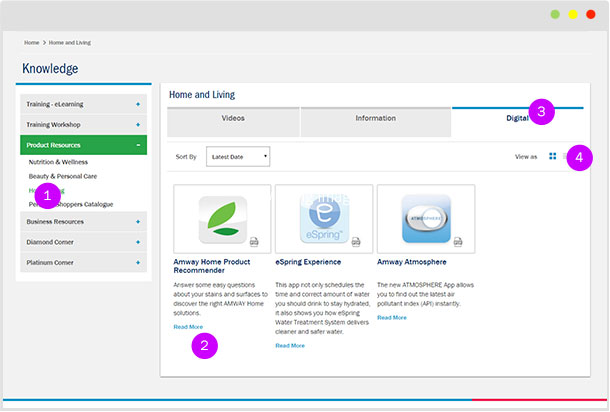 Home > Home and Living
Knowledge
Training - eLearning +
Training Workshop +
Product Resources -
Nutrition & Wellness
Beauty & Personal Care
1
Shoppers Catalogue
Business Resources +
Diamond Corner +
Platinum Corner +
Home and Living
Videos
Information
Digital
3
Sort By
Latest Date
View as
4
eSpring™
Amway Home Product
Recommender
Answer some easy questions
about your stains and surfaces to
discover the right AMWAY Home
solutions.
Read More
2
eSpring Experience
This app not only schedules the
time and correct amount of water
you should drink to stay hydrated,
it also shows you how eSpring
Water Treatment System delivers
cleaner and safer water.
Read More
ATMOSPHERE
Amway Atmosphere
The new ATMOSPHERE App allows
you to find out the latest air
pollutant index (API) instantly.
Read More